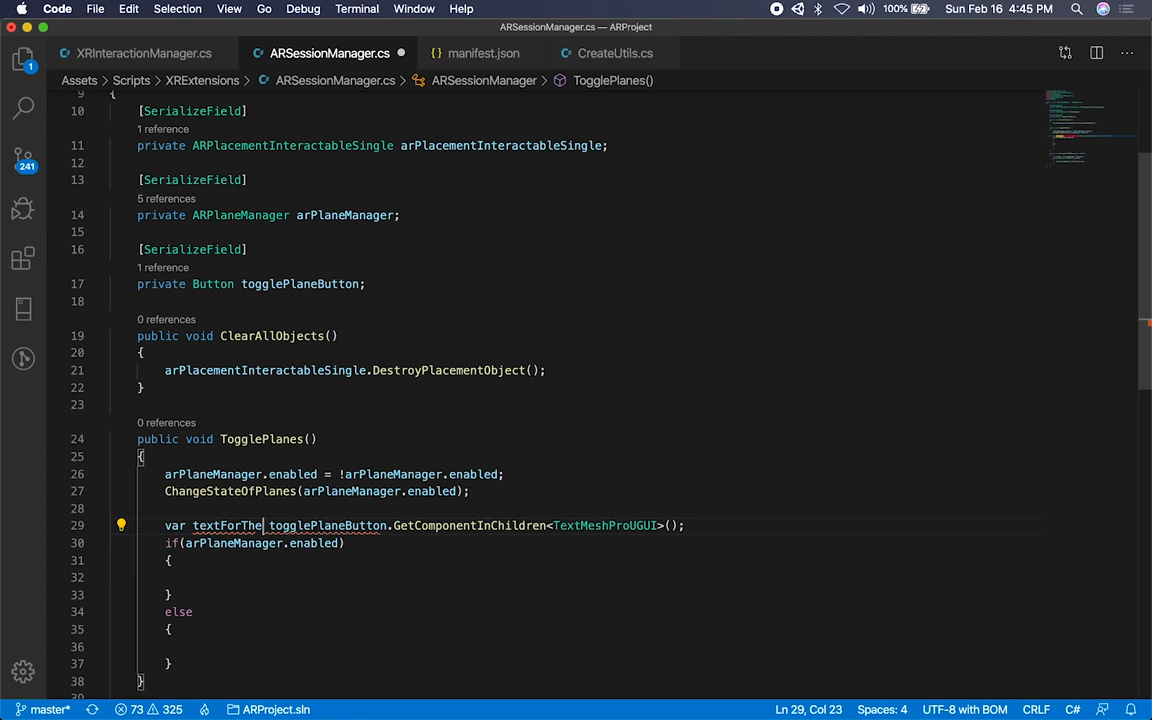 Code File Edit Selection View Go Debug Terminal Window Help 100% Sun Feb 16 4:45 PM
ARSessionManager.cs — ARProject
XRInteractionManager.cs ARSessionManager.cs manifest.json CreateUtils.cs
Assets > Scripts > XRExtensions > ARSessionManager.cs > ARSessionManager > TogglePlanes()
9 {
10 [SerializeField]
1 reference
11 private ARPlacementInteractableSingle arPlacementInteractableSingle;
12
13 [SerializeField]
5 references
14 private ARPlaneManager arPlaneManager;
15
16 [SerializeField]
1 reference
17 private Button togglePlaneButton;
18
0 references
19 public void ClearAllObjects()
20 {
21 arPlacementInteractableSingle.DestroyPlacementObject();
22 }
23
0 references
24 public void TogglePlanes()
25 {
26 arPlaneManager.enabled = !arPlaneManager.enabled;
27 ChangeStateOfPlanes(arPlaneManager.enabled);
28
29 var textForThe togglePlaneButton.GetComponentInChildren<TextMeshProUGUI>();
30 if(arPlaneManager.enabled)
31 {
32
33 }
34 else
35 {
36
37 }
38 }
39
1
241
master* 73 325 ARProject.sln Ln 29, Col 23 Spaces: 4 UTF-8 with BOM CRLF C#